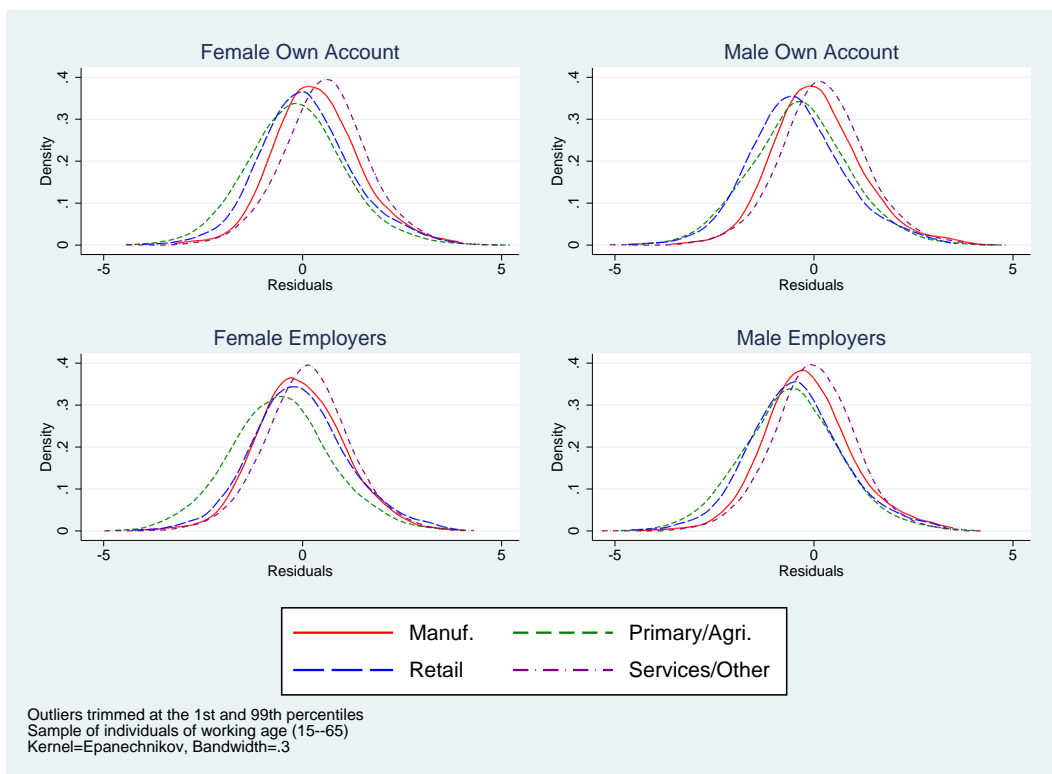 Female Own Account
Density
0
.1
.2
.3
.4
-5
0
5
Residuals
Male Own Account
Density
0
.1
.2
.3
.4
-5
0
5
Residuals
Female Employers
Density
0
.1
.2
.3
.4
-5
0
5
Residuals
Male Employers
Density
0
.1
.2
.3
.4
-5
0
5
Residuals
Manuf.
Primary/Agri.
Retail
Services/Other
Outliers trimmed at the 1st and 99th percentiles
Sample of individuals of working age (15--65)
Kernel=Epanechnikov, Bandwidth=.3